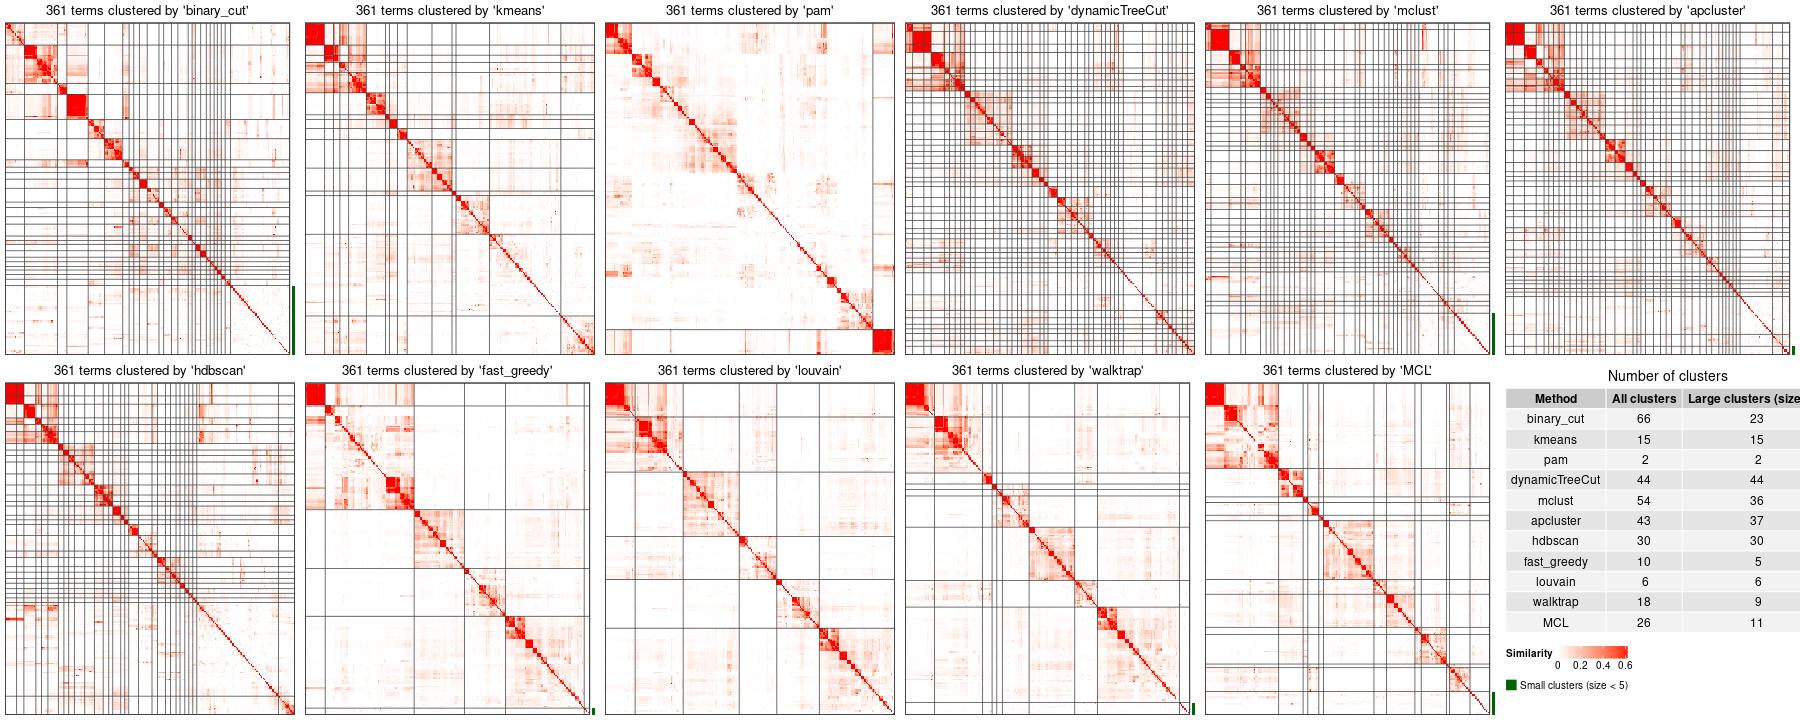 361 terms clustered by 'binary_cut'
361 terms clustered by 'kmeans'
361 terms clustered by 'pam'
361 terms clustered by 'dynamicTreeCut'
361 terms clustered by 'mclust'
361 terms clustered by 'apcluster'
361 terms clustered by 'hdbscan'
361 terms clustered by 'fast_greedy'
361 terms clustered by 'louvain'
361 terms clustered by 'walktrap'
361 terms clustered by 'MCL'
Number of clusters
Method All clusters Large clusters (size
binary_cut 66 23
kmeans 15 15
pam 2 2
dynamicTreeCut 44 44
mclust 54 36
apcluster 43 37
hdbscan 30 30
fast_greedy 10 5
louvain 6 6
walktrap 18 9
MCL 26 11
Similarity
0 0.2 0.4 0.6
Small clusters (size < 5)